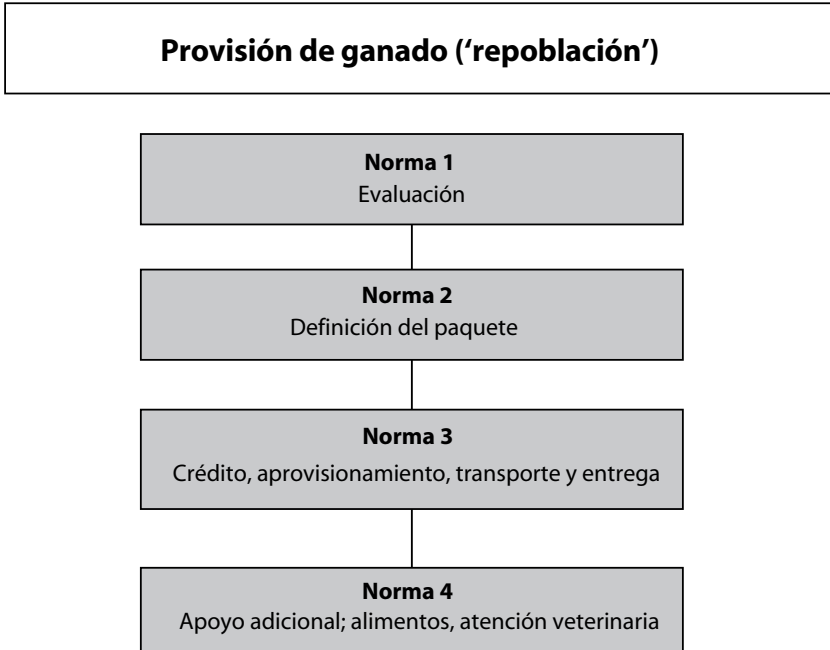 Provisión de ganado (‘repoblación’)
Norma 1
Evaluación
Norma 2
Definición del paquete
Norma 3
Crédito, aprovisionamiento, transporte y entrega
Norma 4
Apoyo adicional; alimentos, atención veterinaria